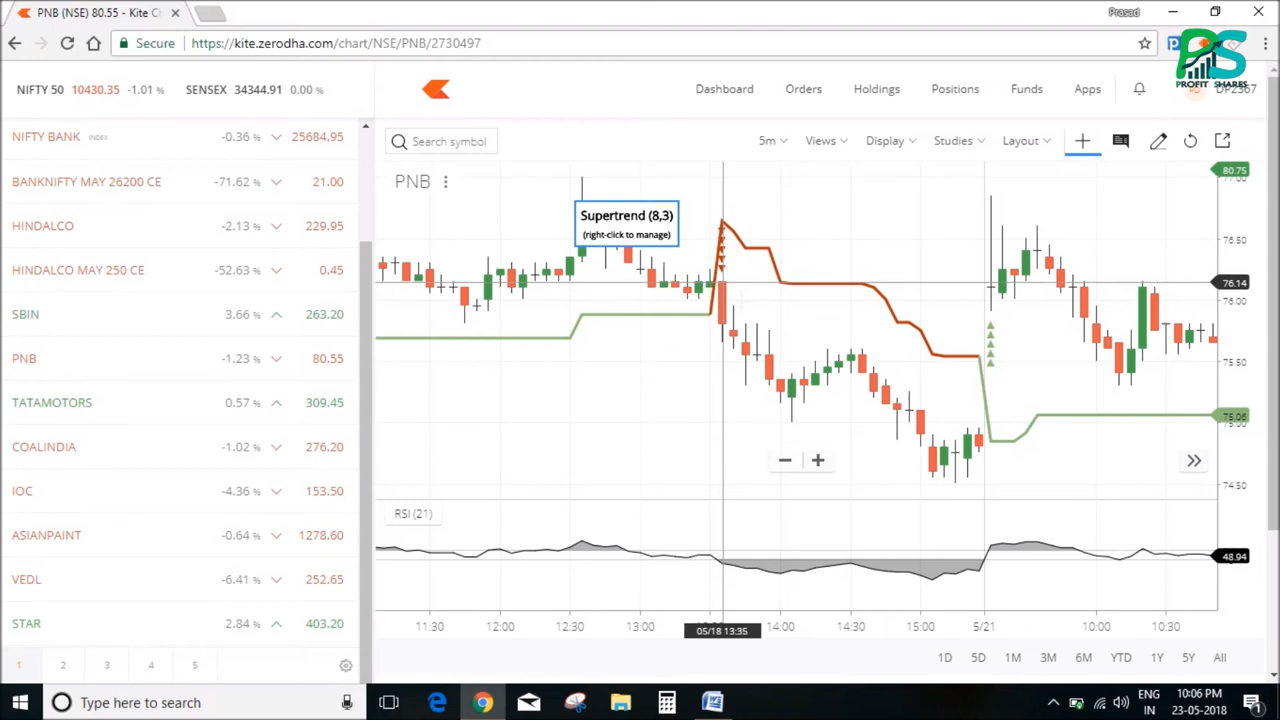 PNB (NSE) 80.55 - Kite Ch
Prasad
Secure https://kite.zerodha.com/chart/NSE/PNB/2730497
PS
PROFIT SHARES
NIFTY 50 10430.35 -1.01 % SENSEX 34344.91 0.00 %
Dashboard Orders Holdings Positions Funds Apps
NIFTY BANK INDEX -0.36 % 25684.95
BANKNIFTY MAY 26200 CE -71.62 % 21.00
HINDALCO -2.13 % 229.95
HINDALCO MAY 250 CE -52.63 % 0.45
SBIN 3.66 % 263.20
PNB -1.23 % 80.55
TATAMOTORS 0.57 % 309.45
COALINDIA -1.02 % 276.20
IOC -4.36 % 153.50
ASIANPAINT -0.64 % 1278.60
VEDL -6.41 % 252.65
STAR 2.84 % 403.20
1 2 3 4 5
Search symbol 5m Views Display Studies Layout
PNB
Supertrend (8,3)
(right-click to manage)
80.75
77.00
76.50
76.14
76.00
75.50
75.06
75.00
74.50
RSI (21)
48.94
11:30 12:00 12:30 13:00 14:00 14:30 15:00 5/21 10:00 10:30
05/18 13:35
1D 5D 1M 3M 6M YTD 1Y 5Y All
Type here to search
ENG
IN
10:06 PM
23-05-2018
1